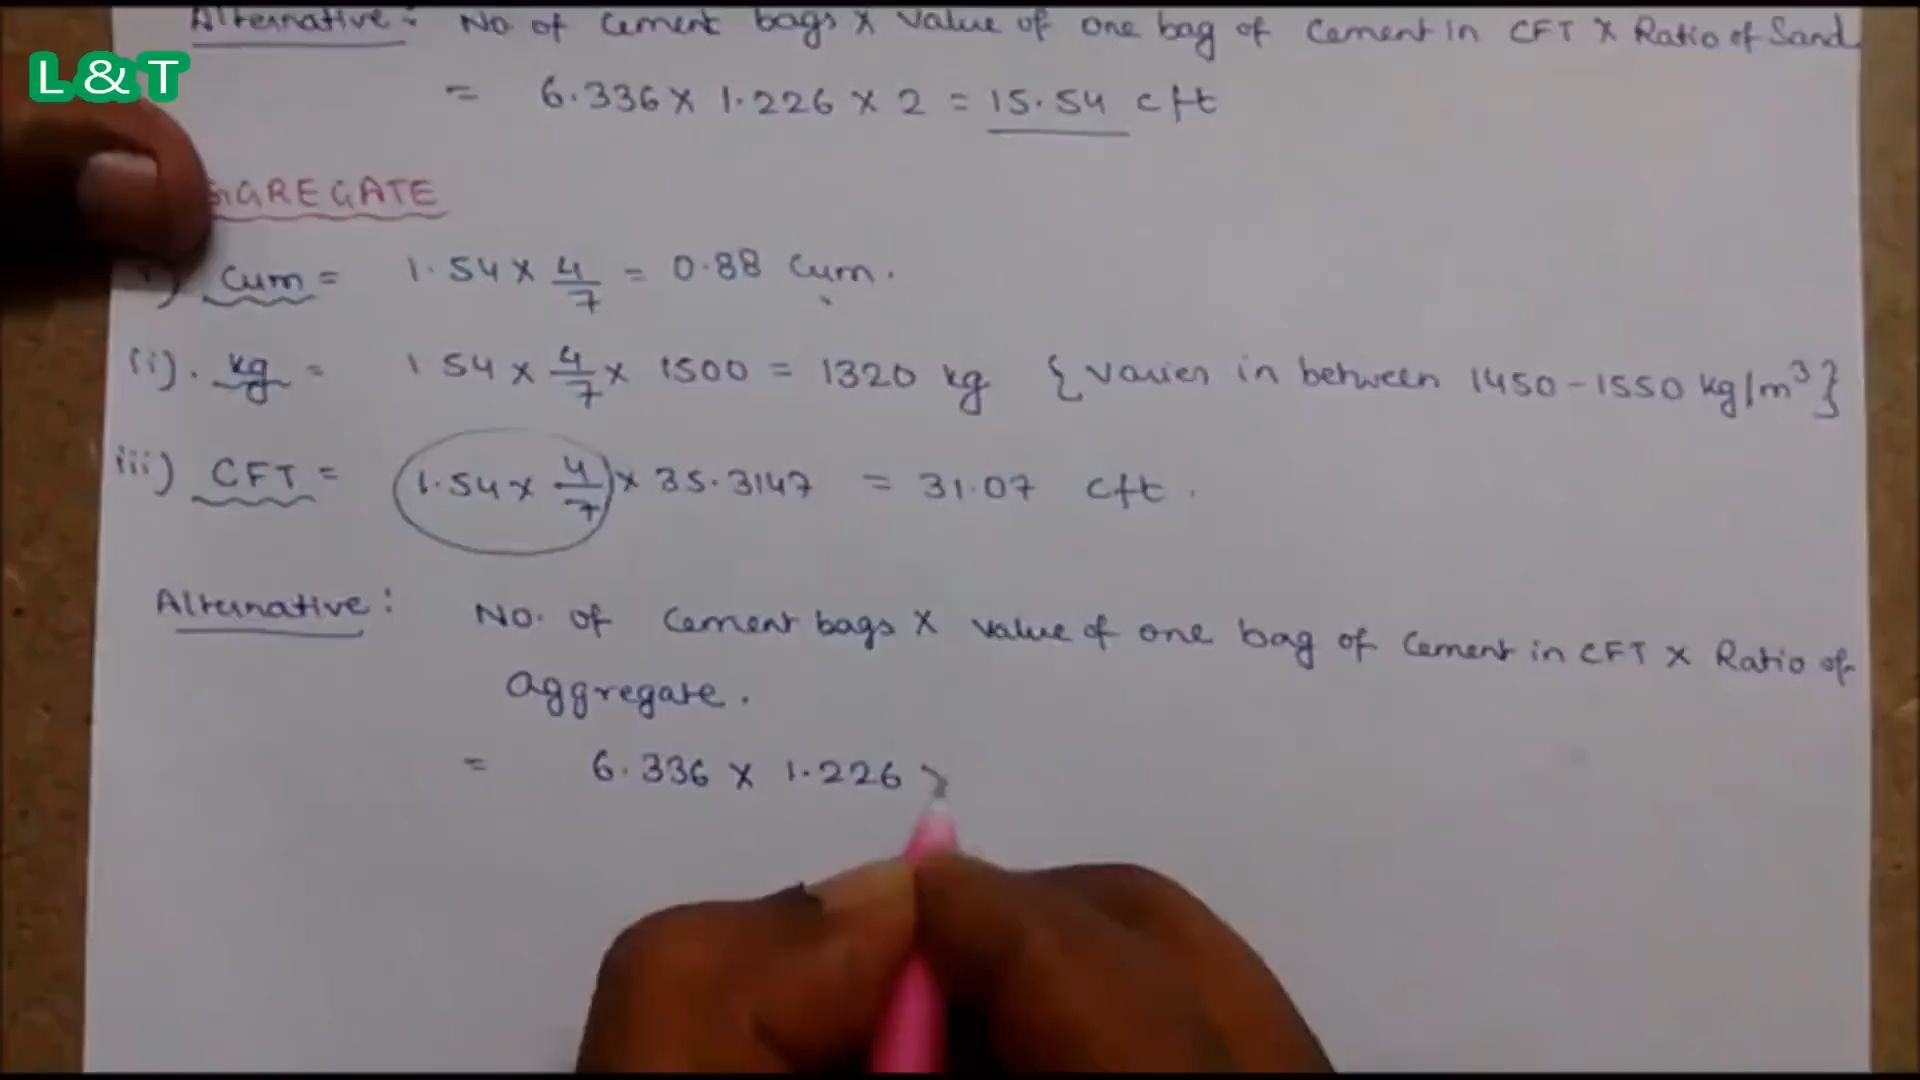 Alternative: No of Cement bags x Value of one bag of Cement in CFT x Ratio of Sand
L & T
= 6.336 x 1.226 x 2 = 15.54 cft
GREGATE
Cum = 1.54 x 4/7 = 0.88 Cum.
(i). kg = 1 54 x 4/7 x 1500 = 1320 kg {varies in between 1450 - 1550 kg/m³}
iii) CFT = 1.54 x 4/7 x 35.3147 = 31.07 cft.
Alternative: No. of Cement bags x value of one bag of Cement in CFT x Ratio of
aggregate.
= 6.336 x 1.226